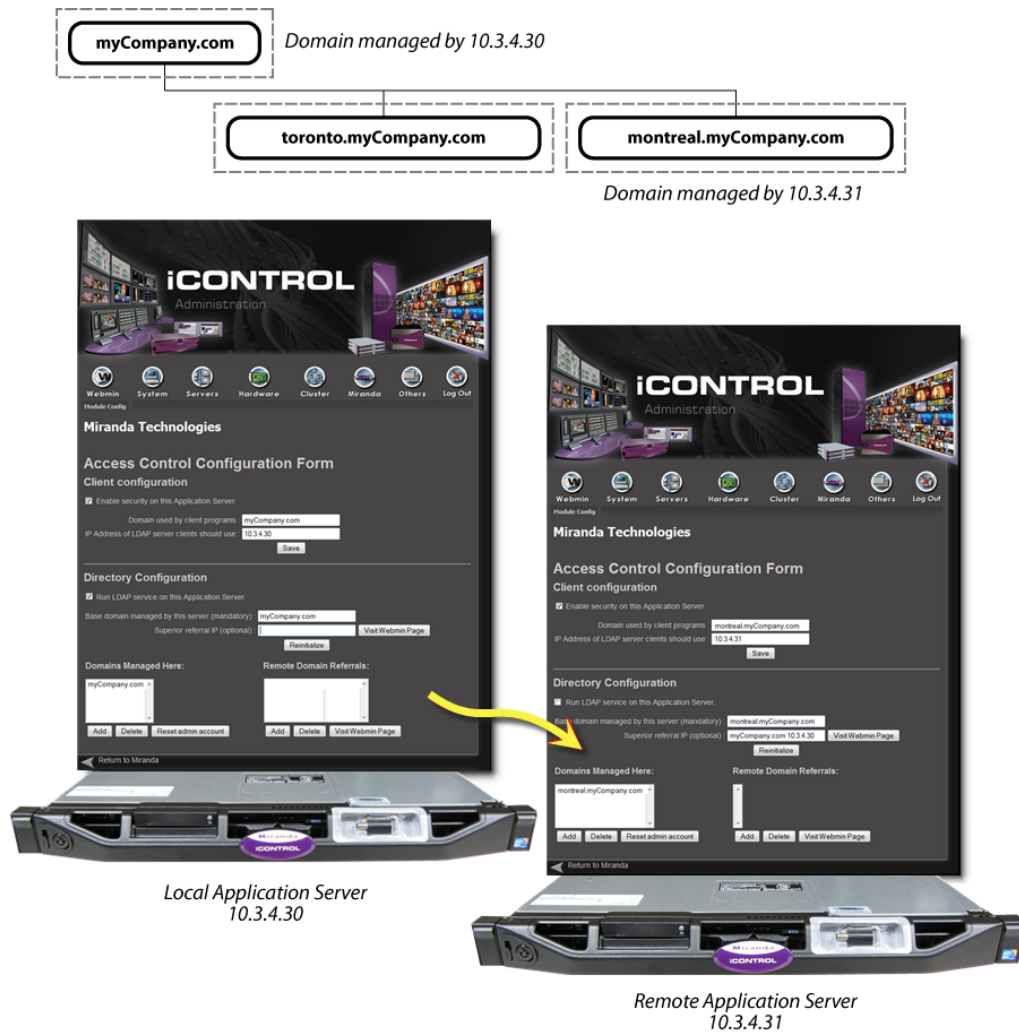 myCompany.com
Domain managed by 10.3.4.30
toronto.myCompany.com
montreal.myCompany.com
Domain managed by 10.3.4.31
iCONTROL
Administration
Webmin System Servers Hardware Cluster Miranda Others Log Out
Module Config
Miranda Technologies
Access Control Configuration Form
Client configuration
Enable security on this Application Server.
Domain used by client programs myCompany.com
IP Address of LDAP server clients should use 10.3.4.30
Save
Directory Configuration
Run LDAP service on this Application Server.
Base domain managed by this server (mandatory) myCompany.com
Superior referral IP (optional) Visit Webmin Page
Reinitialize
Domains Managed Here: Remote Domain Referrals:
myCompany.com
Add Delete Reset admin account Add Delete Visit Webmin Page
Return to Miranda
Miranda
iCONTROL
Local Application Server
10.3.4.30
iCONTROL
Administration
Webmin System Servers Hardware Cluster Miranda Others Log Out
Module Config
Miranda Technologies
Access Control Configuration Form
Client configuration
Enable security on this Application Server.
Domain used by client programs montreal.myCompany.com
IP Address of LDAP server clients should use 10.3.4.31
Save
Directory Configuration
Run LDAP service on this Application Server.
Base domain managed by this server (mandatory) montreal.myCompany.com
Superior referral IP (optional) myCompany.com 10.3.4.30 Visit Webmin Page
Reinitialize
Domains Managed Here: Remote Domain Referrals:
montreal.myCompany.com
Add Delete Reset admin account Add Delete Visit Webmin Page
Return to Miranda
Miranda
iCONTROL
Remote Application Server
10.3.4.31